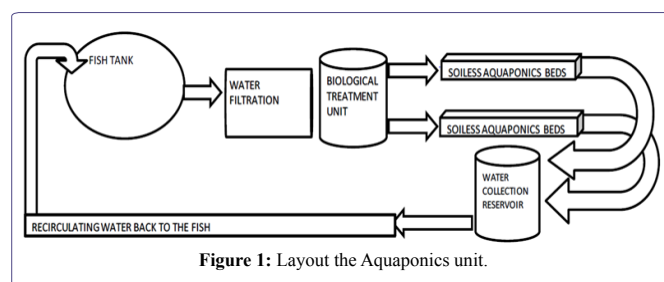 FISH TANK
WATER
FILTRATION
BIOLOGICAL
TREATMENT
UNIT
SOILESS AQUAPONICS BEDS
SOILESS AQUAPONICS BEDS
WATER
COLLECTION
RESERVOIR
RECIRCULATING WATER BACK TO THE FISH
Figure 1: Layout the Aquaponics unit.